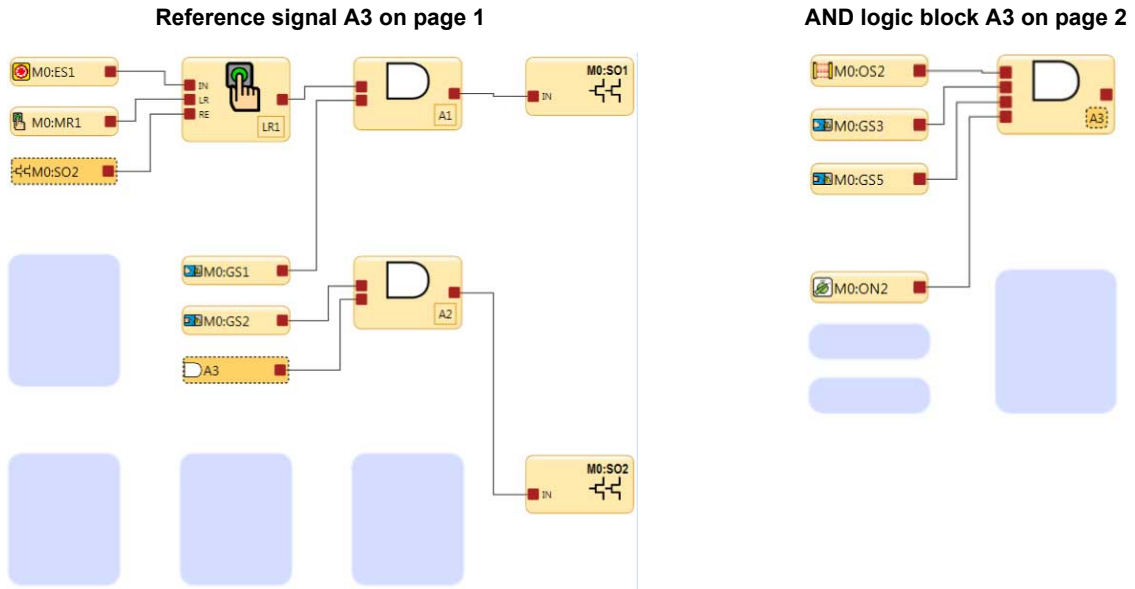 Reference signal A3 on page 1
AND logic block A3 on page 2
M0:ES1
M0:MR1
M0:SO2
IN
LR
RE
LR1
A1
M0:SO1
IN
M0:GS1
M0:GS2
A3
A2
M0:SO2
IN
M0:OS2
M0:GS3
M0:GS5
M0:ON2
A3